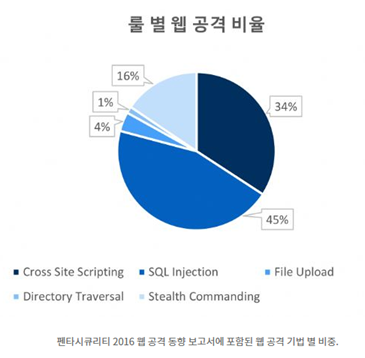 룰 별 웹 공격 비율
16%
1%
4%
34%
45%
Cross Site Scripting SQL Injection File Upload
Directory Traversal Stealth Commanding
펜타시큐리티 2016 웹 공격 동향 보고서에 포함된 웹 공격 기법 별 비중.